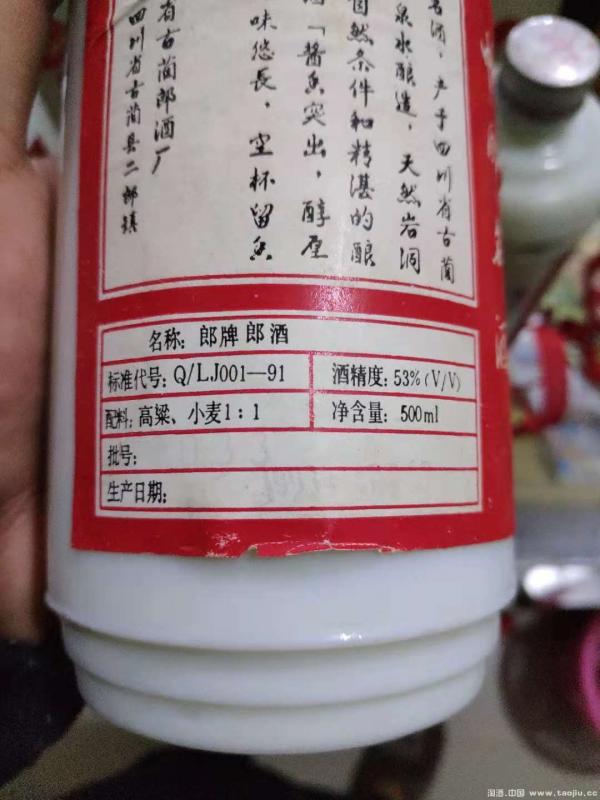 名酒，产于四川省古蔺
泉水酿造，天然岩洞
自然条件和精湛的酿
「醬香突出，醇厚
味悠長，空杯留香
省古蔺郎酒厂
四川省古蔺县二郎镇
名称：郎牌郎酒
标准代号：Q/LJ001—91 酒精度：53%(V/V)
配料：高粱、小麦1：1 净含量：500ml
批号：
生产日期：
淘酒.中国 www.taojiu.cc